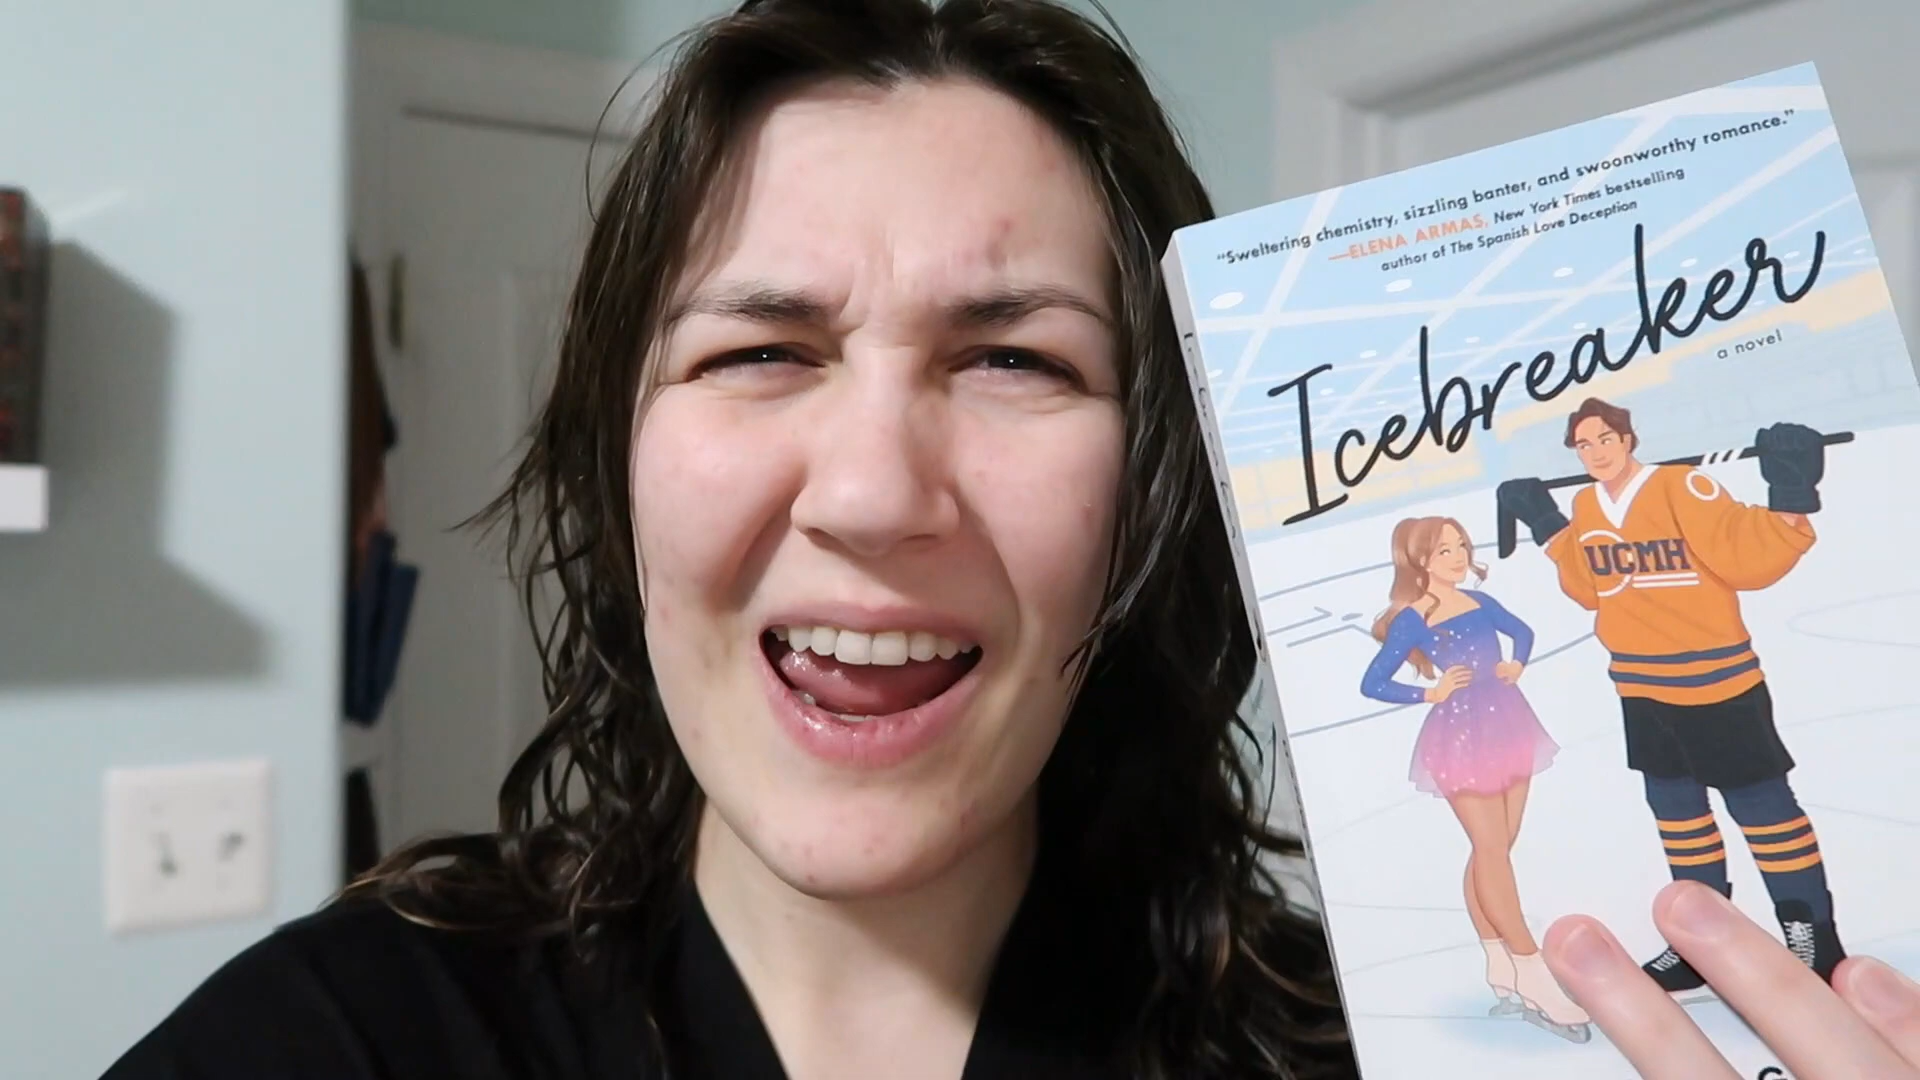 “Sweltering chemistry, sizzling banter, and swoonworthy romance.”
—ELENA ARMAS, New York Times bestselling
author of The Spanish Love Deception
Icebreaker
a novel
UCMH